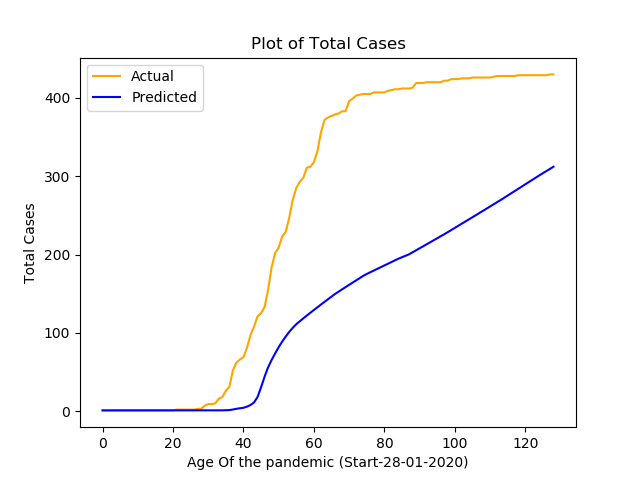 Plot of Total Cases
Actual
Predicted
400
300
200
100
0
Total Cases
0 20 40 60 80 100 120
Age Of the pandemic (Start-28-01-2020)